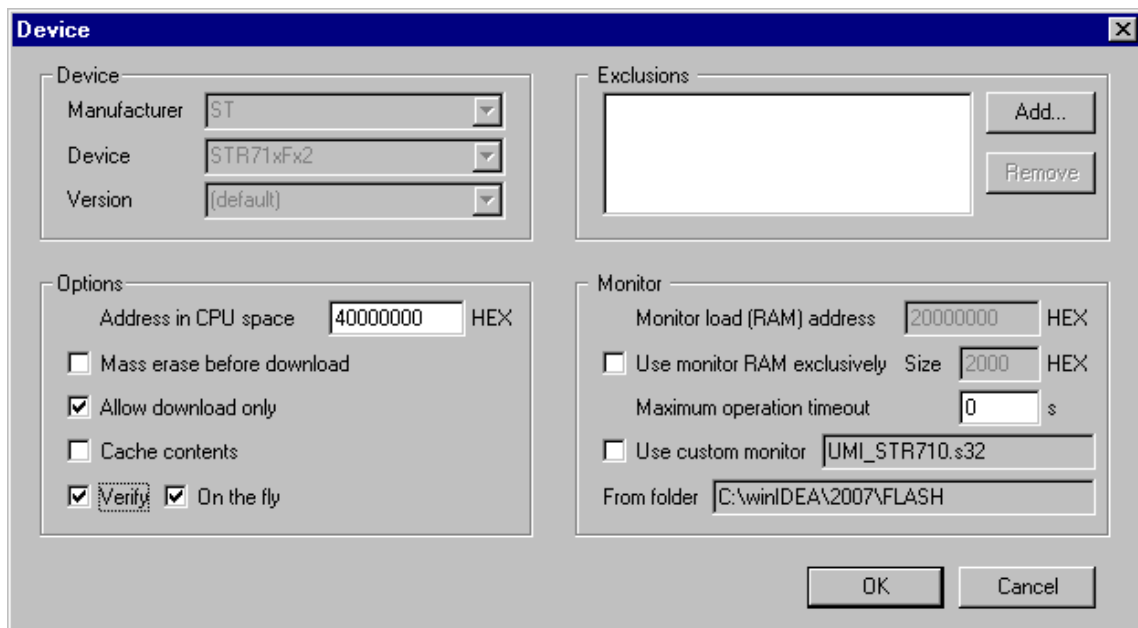 Device
Device
Manufacturer ST
Device STR71xFx2
Version (default)
Exclusions
Add...
Remove
Options
Address in CPU space 40000000 HEX
Mass erase before download
Allow download only
Cache contents
Verify On the fly
Monitor
Monitor load (RAM) address 20000000 HEX
Use monitor RAM exclusively Size 2000 HEX
Maximum operation timeout 0 s
Use custom monitor UMI_STR710.s32
From folder C:\winIDEA\2007\FLASH
OK Cancel